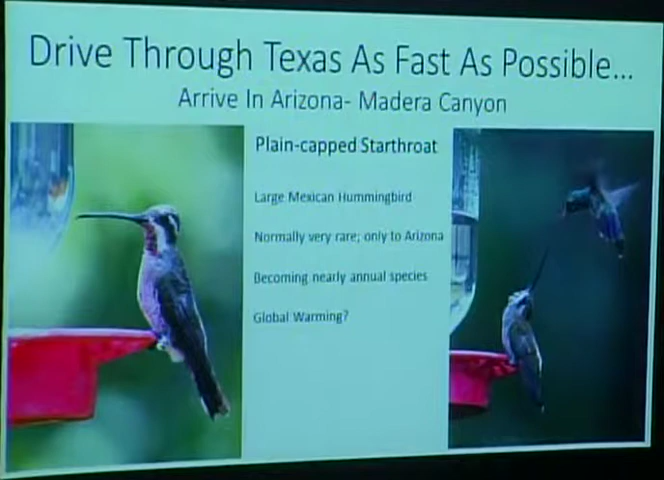 Drive Through Texas As Fast As Possible...
Arrive In Arizona- Madera Canyon
Plain-capped Starthroat
Large Mexican Hummingbird
Normally very rare; only to Arizona
Becoming nearly annual species
Global Warming?